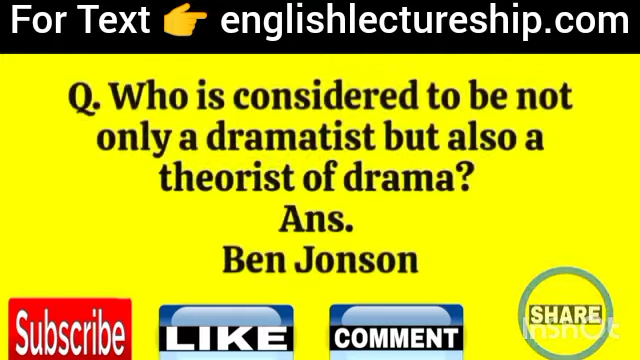 For Text 👉 englishlectureship.com
Q. Who is considered to be not
only a dramatist but also a
theorist of drama?
Ans.
Ben Jonson
Subscribe
LIKE
COMMENT
SHARE
InShOt